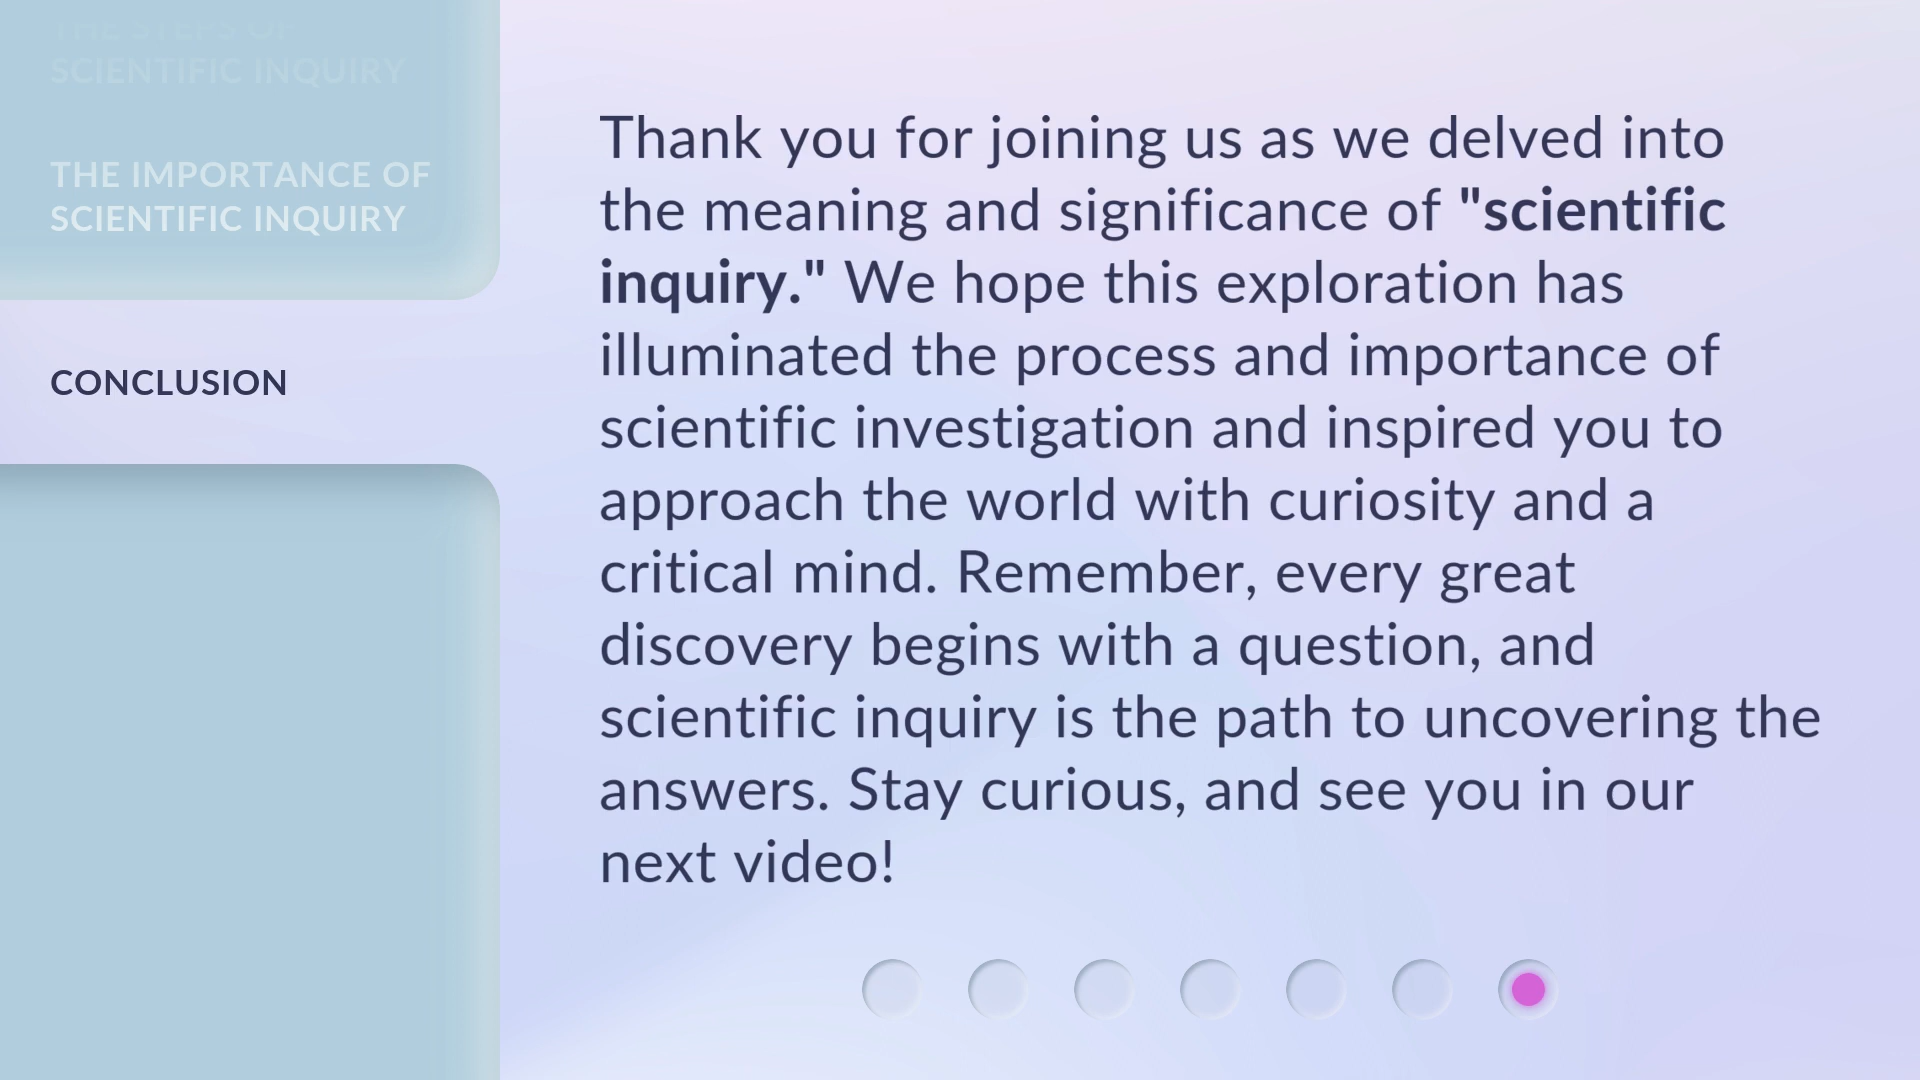 THE STEPS OF
SCIENTIFIC INQUIRY
THE IMPORTANCE OF
SCIENTIFIC INQUIRY
CONCLUSION
Thank you for joining us as we delved into
the meaning and significance of "scientific
inquiry." We hope this exploration has
illuminated the process and importance of
scientific investigation and inspired you to
approach the world with curiosity and a
critical mind. Remember, every great
discovery begins with a question, and
scientific inquiry is the path to uncovering the
answers. Stay curious, and see you in our
next video!